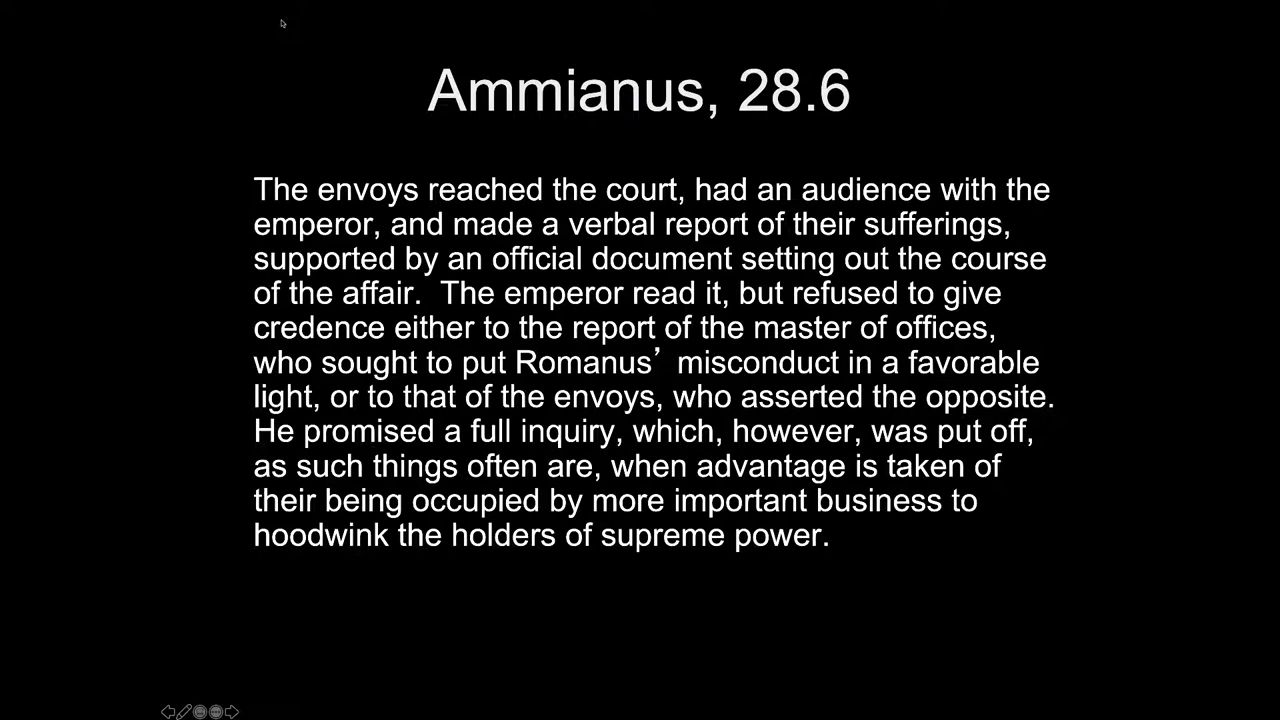 Ammianus, 28.6
The envoys reached the court, had an audience with the
emperor, and made a verbal report of their sufferings,
supported by an official document setting out the course
of the affair.  The emperor read it, but refused to give
credence either to the report of the master of offices,
who sought to put Romanus’ misconduct in a favorable
light, or to that of the envoys, who asserted the opposite.
He promised a full inquiry, which, however, was put off,
as such things often are, when advantage is taken of
their being occupied by more important business to
hoodwink the holders of supreme power.